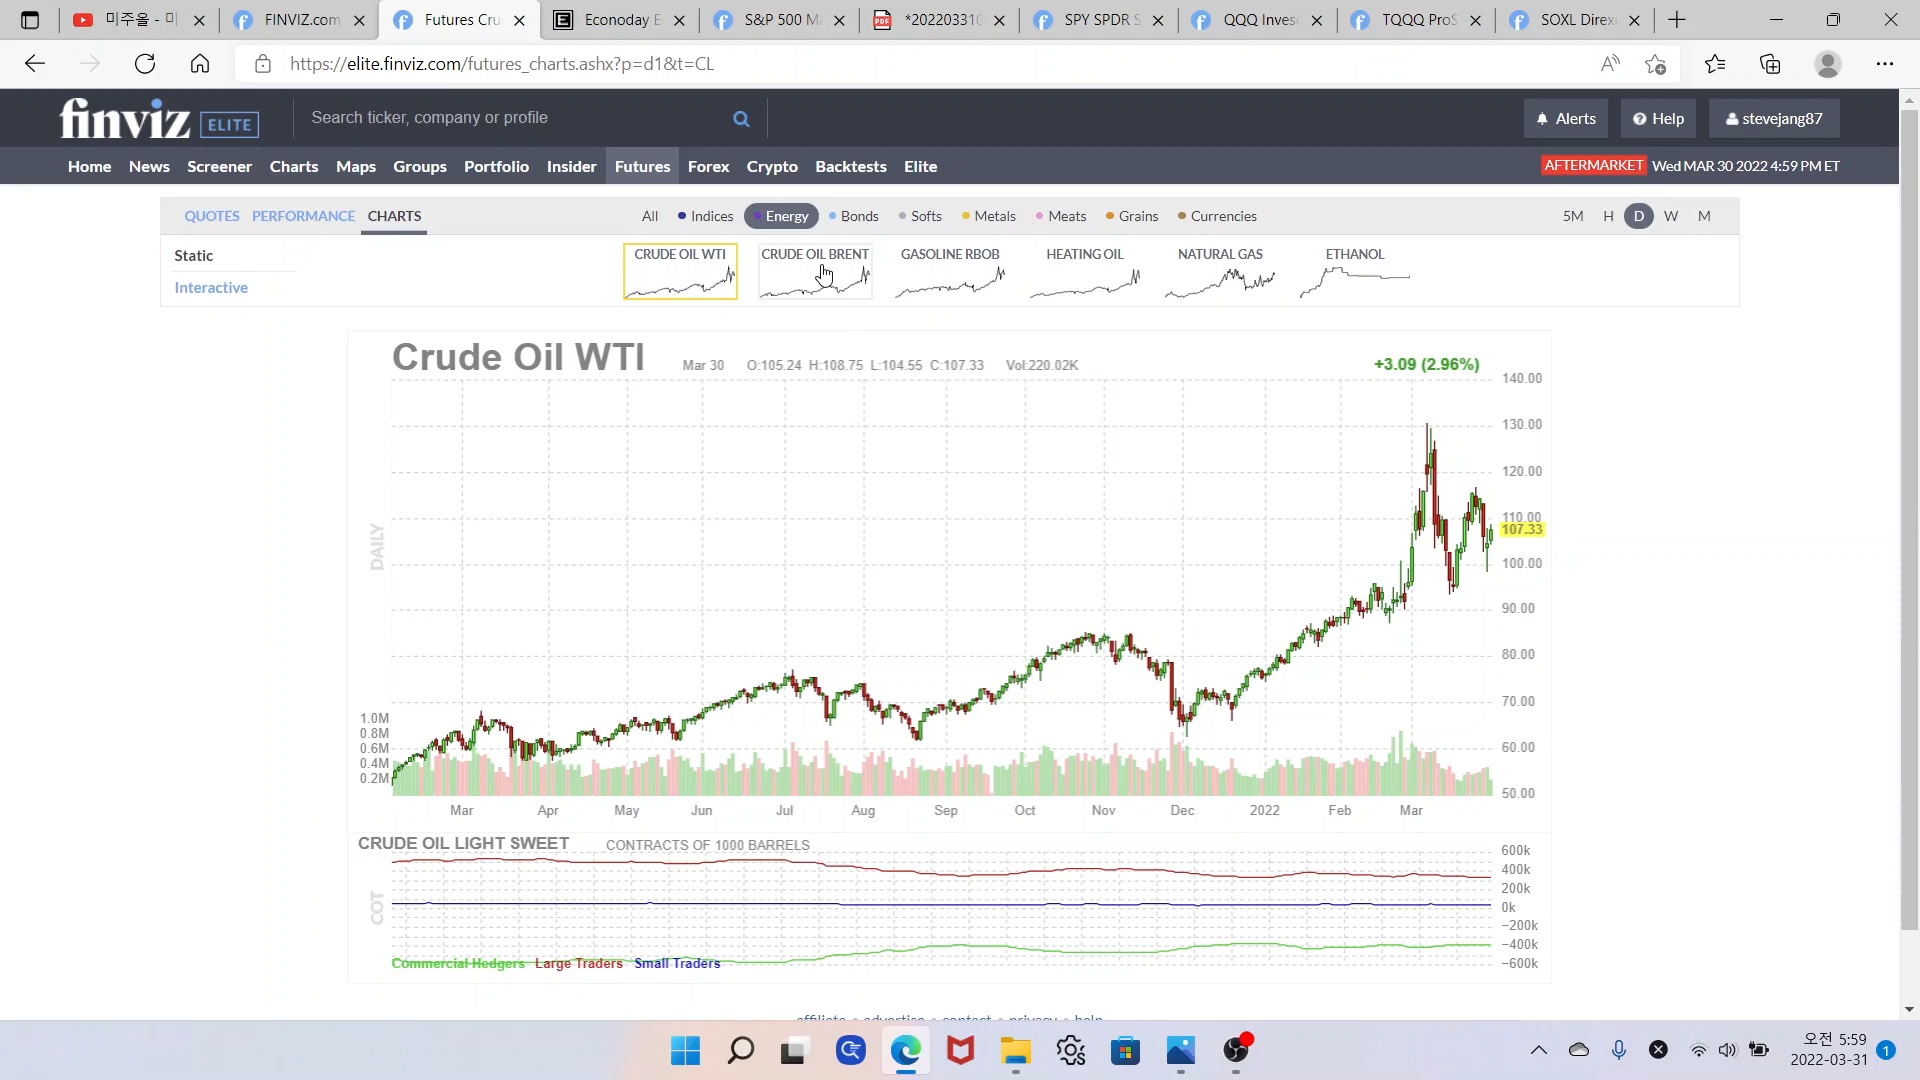 미주올 - 미
FINVIZ.com
Futures Cru
Econoday E
S&P 500 M
*202203310
SPY SPDR S
QQQ Inves
TQQQ ProS
SOXL Direx
https://elite.finviz.com/futures_charts.ashx?p=d1&t=CL
finviz ELITE
Search ticker, company or profile
Alerts
Help
stevejang87
Home News Screener Charts Maps Groups Portfolio Insider Futures Forex Crypto Backtests Elite
AFTERMARKET Wed MAR 30 2022 4:59 PM ET
QUOTES PERFORMANCE CHARTS
All Indices Energy Bonds Softs Metals Meats Grains Currencies
5M H D W M
Static
Interactive
CRUDE OIL WTI
CRUDE OIL BRENT
GASOLINE RBOB
HEATING OIL
NATURAL GAS
ETHANOL
Crude Oil WTI Mar 30 O:105.24 H:108.75 L:104.55 C:107.33 Vol:220.02K +3.09 (2.96%)
140.00
130.00
120.00
110.00
107.33
100.00
90.00
80.00
70.00
60.00
50.00
DAILY
1.0M
0.8M
0.6M
0.4M
0.2M
Mar Apr May Jun Jul Aug Sep Oct Nov Dec 2022 Feb Mar
CRUDE OIL LIGHT SWEET CONTRACTS OF 1000 BARRELS
600k
400k
200k
0k
-200k
-400k
-600k
COT
Commercial Hedgers Large Traders Small Traders
affiliate • advertise • contact • privacy • help
오전 5:59
2022-03-31
1